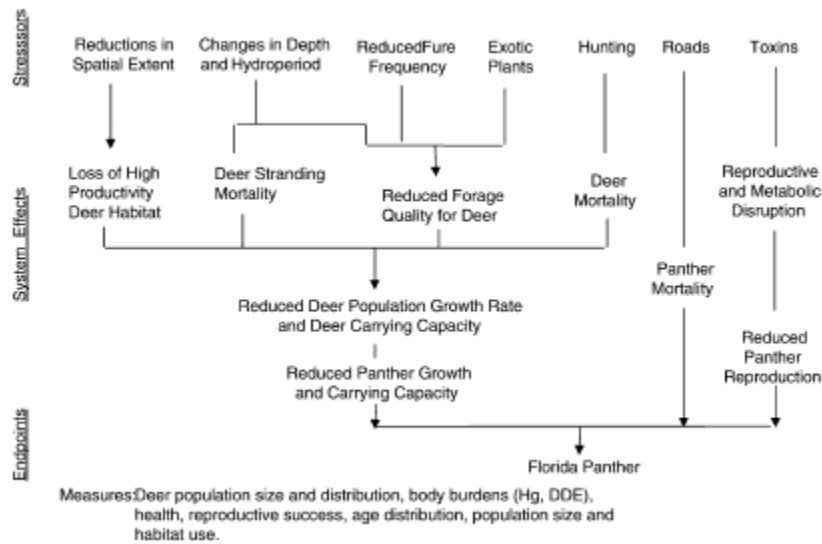 Stresssors
Reductions in
Spatial Extent
Changes in Depth
and Hydroperiod
ReducedFure
Frequency
Exotic
Plants
Hunting
Roads
Toxins
System Effects
Loss of High
Productivity
Deer Habitat
Deer Stranding
Mortality
Reduced Forage
Quality for Deer
Deer
Mortality
Reproductive
and Metabolic
Disruption
Panther
Mortality
Reduced Deer Population Growth Rate
and Deer Carrying Capacity
Reduced
Panther
Reproduction
Reduced Panther Growth
and Carrying Capacity
Endpoints
Florida Panther
Measures:Deer population size and distribution, body burdens (Hg, DDE),
health, reproductive success, age distribution, population size and
habitat use.